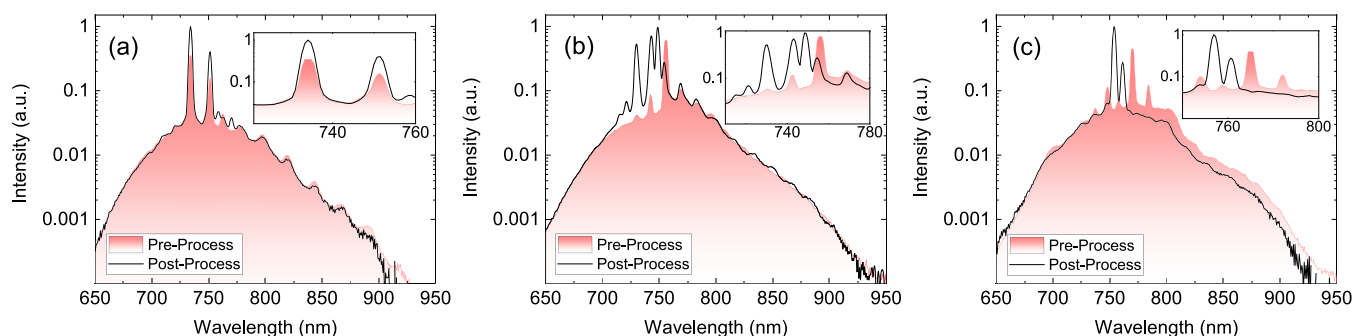 (a)
Intensity (a.u.)
1
0.1
0.01
0.001
1
0.1
740
760
Pre-Process
Post-Process
650 700 750 800 850 900 950
Wavelength (nm)
(b)
Intensity (a.u.)
1
0.1
0.01
0.001
1
0.1
740
760
780
Pre-Process
Post-Process
650 700 750 800 850 900 950
Wavelength (nm)
(c)
Intensity (a.u.)
1
0.1
0.01
0.001
1
0.1
760
800
Pre-Process
Post-Process
650 700 750 800 850 900 950
Wavelength (nm)